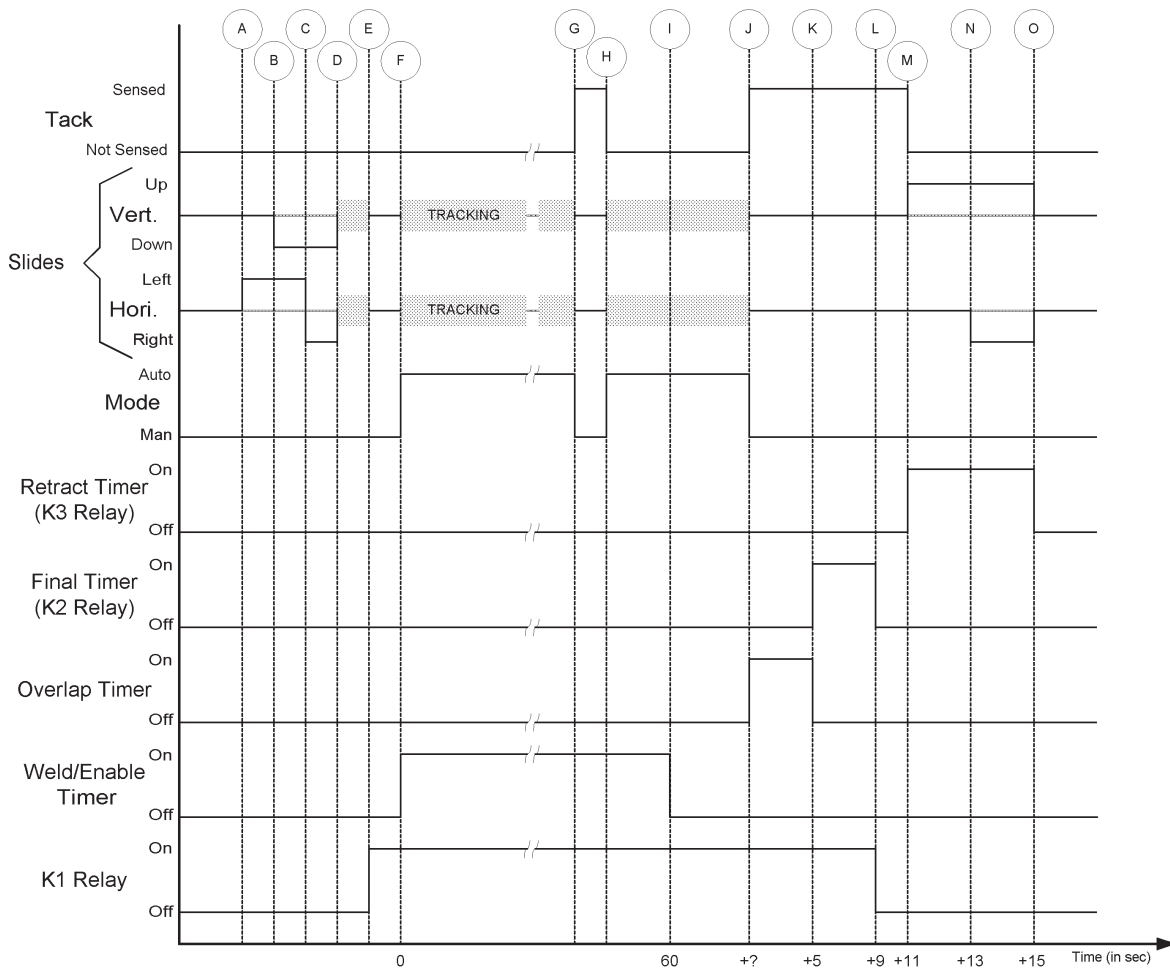 A C E G I J K L N O
B D F H M
Sensed
Tack
Not Sensed
Up
Vert.
TRACKING
Down
Slides
Left
Hori.
TRACKING
Right
Auto
Mode
Man
On
Retract Timer
(K3 Relay)
Off
On
Final Timer
(K2 Relay)
Off
On
Overlap Timer
Off
On
Weld/Enable
Timer
Off
On
K1 Relay
Off
0 60 +? +5 +9 +11 +13 +15 Time (in sec)